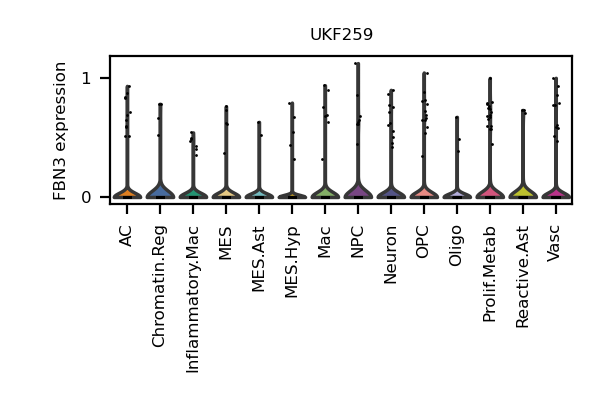 UKF259
FBN3 expression
1
0
AC
Chromatin.Reg
Inflammatory.Mac
MES
MES.Ast
MES.Hyp
Mac
NPC
Neuron
OPC
Oligo
Prolif.Metab
Reactive.Ast
Vasc